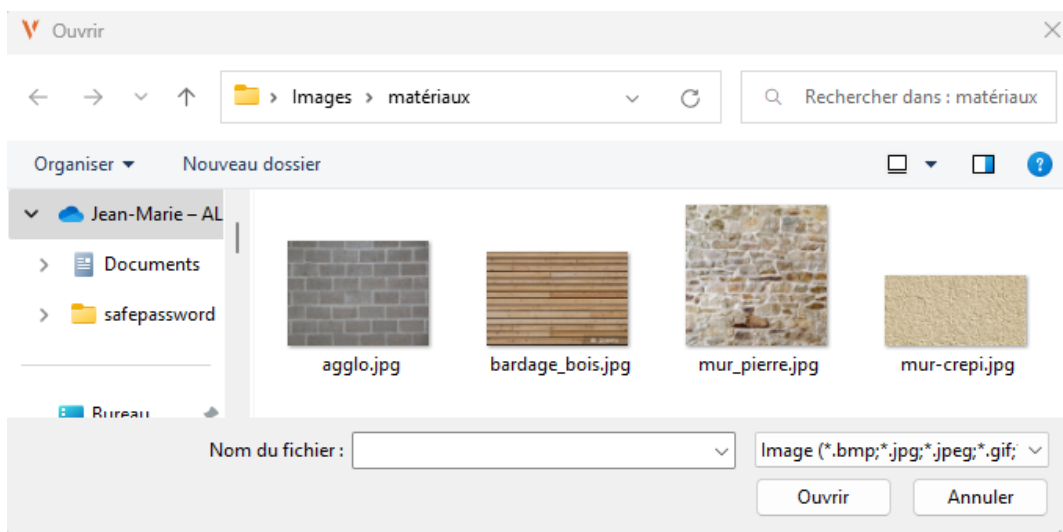 Ouvrir
Images > matériaux
Rechercher dans : matériaux
Organiser
Nouveau dossier
Jean-Marie – AL
Documents
safepassword
Bureau
agglo.jpg
bardage_bois.jpg
mur_pierre.jpg
mur-crepi.jpg
Nom du fichier :
Image (*.bmp;*.jpg;*.jpeg;*.gif;
Ouvrir
Annuler